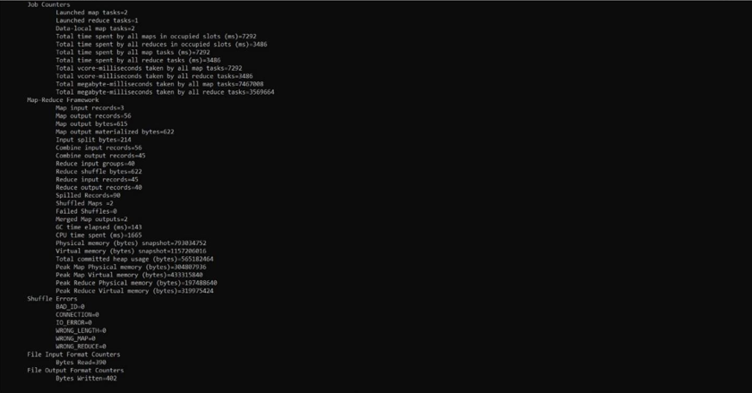 Job Counters
Launched map tasks=2
Launched reduce tasks=1
Data-local map tasks=2
Total time spent by all maps in occupied slots (ms)=7292
Total time spent by all reduces in occupied slots (ms)=3486
Total time spent by all map tasks (ms)=7292
Total time spent by all reduce tasks (ms)=3486
Total vcore-milliseconds taken by all map tasks=7292
Total vcore-milliseconds taken by all reduce tasks=3486
Total megabyte-milliseconds taken by all map tasks=7467008
Total megabyte-milliseconds taken by all reduce tasks=3569664
Map-Reduce Framework
Map input records=3
Map output records=56
Map output bytes=615
Map output materialized bytes=622
Input split bytes=214
Combine input records=56
Combine output records=45
Reduce input groups=40
Reduce shuffle bytes=622
Reduce input records=45
Reduce output records=40
Spilled Records=90
Shuffled Maps =2
Failed Shuffles=0
Merged Map outputs=2
GC time elapsed (ms)=143
CPU time spent (ms)=1665
Physical memory (bytes) snapshot=793034752
Virtual memory (bytes) snapshot=1157206016
Total committed heap usage (bytes)=565182464
Peak Map Physical memory (bytes)=304807936
Peak Map Virtual memory (bytes)=433315840
Peak Reduce Physical memory (bytes)=197488640
Peak Reduce Virtual memory (bytes)=319975424
Shuffle Errors
BAD_ID=0
CONNECTION=0
IO_ERROR=0
WRONG_LENGTH=0
WRONG_MAP=0
WRONG_REDUCE=0
File Input Format Counters
Bytes Read=390
File Output Format Counters
Bytes Written=402